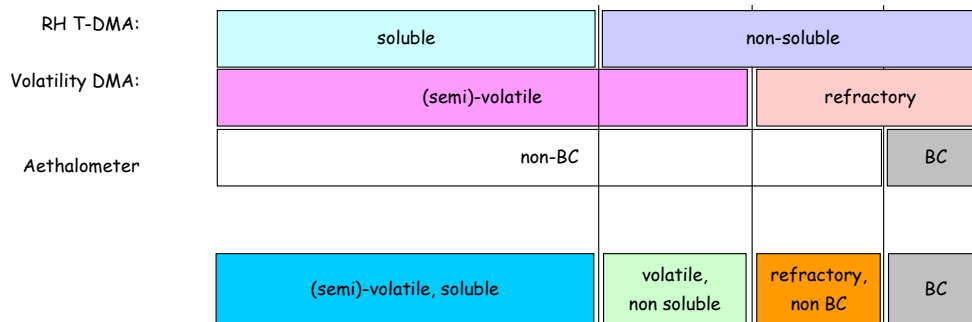 RH T-DMA:
soluble
non-soluble
Volatility DMA:
(semi)-volatile
refractory
Aethalometer
non-BC
BC
(semi)-volatile, soluble
volatile,
non soluble
refractory,
non BC
BC